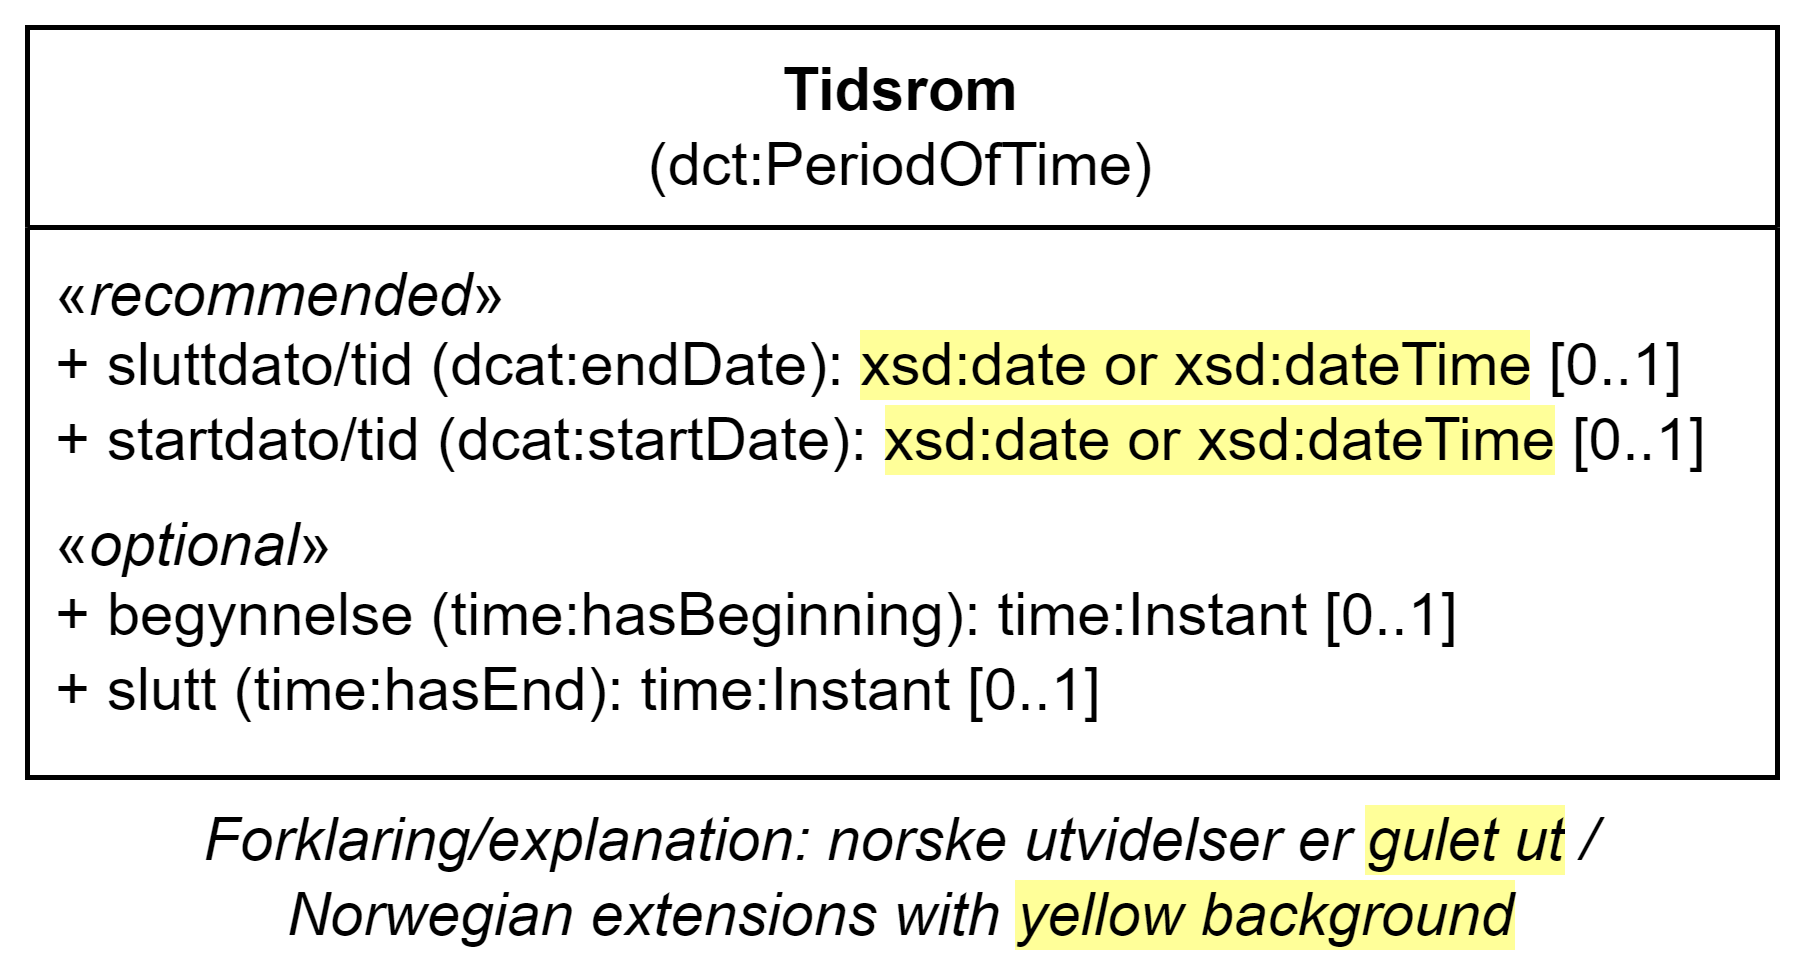 Tidsrom
(dct:PeriodOfTime)
«recommended»
+ sluttdato/tid (dcat:endDate): xsd:date or xsd:dateTime [0..1]
+ startdato/tid (dcat:startDate): xsd:date or xsd:dateTime [0..1]
«optional»
+ begynnelse (time:hasBeginning): time:Instant [0..1]
+ slutt (time:hasEnd): time:Instant [0..1]
Forklaring/explanation: norske utvidelser er gulet ut /
Norwegian extensions with yellow background